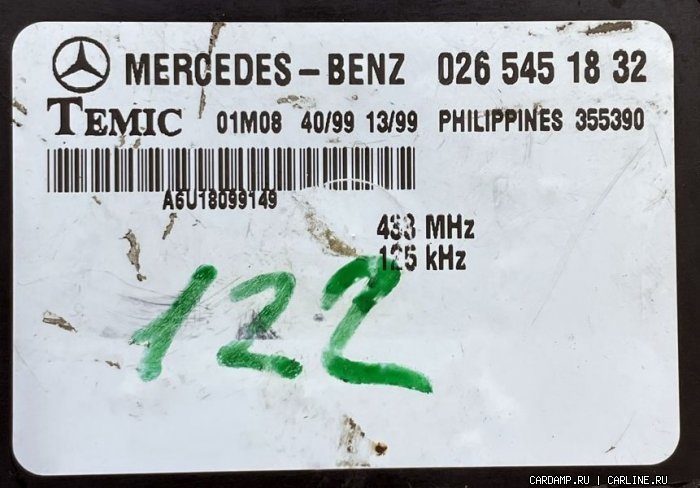 MERCEDES-BENZ 026 545 18 32
TEMIC 01M08 40/99 13/99 PHILIPPINES 355390
A6U18099149
433 MHz
125 kHz
122
CARDAMP.RU | CARLINE.RU